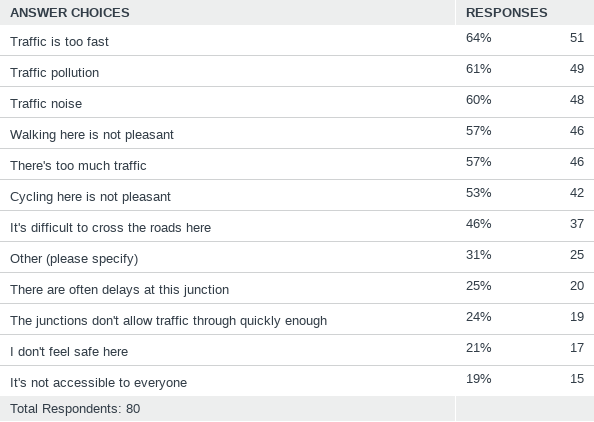 ANSWER CHOICES RESPONSES
Traffic is too fast 64% 51
Traffic pollution 61% 49
Traffic noise 60% 48
Walking here is not pleasant 57% 46
There's too much traffic 57% 46
Cycling here is not pleasant 53% 42
It's difficult to cross the roads here 46% 37
Other (please specify) 31% 25
There are often delays at this junction 25% 20
The junctions don't allow traffic through quickly enough 24% 19
I don't feel safe here 21% 17
It's not accessible to everyone 19% 15
Total Respondents: 80